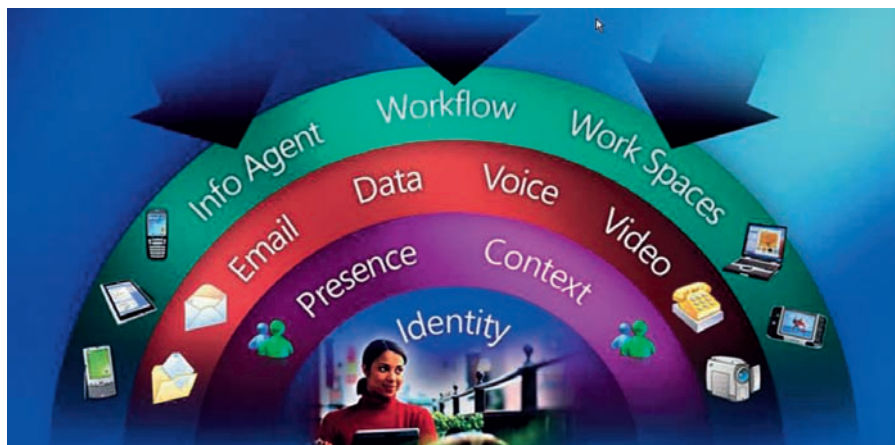 Info Agent Workflow Work Spaces
Email Data Voice Video
Presence Context
Identity